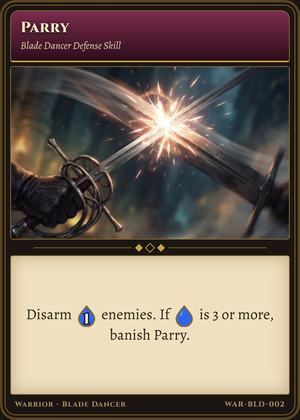 PARRY
Blade Dancer Defense Skill
Disarm 1 enemies. If is 3 or more,
banish Parry.
WARRIOR – BLADE DANCER
WAR-BLD-002